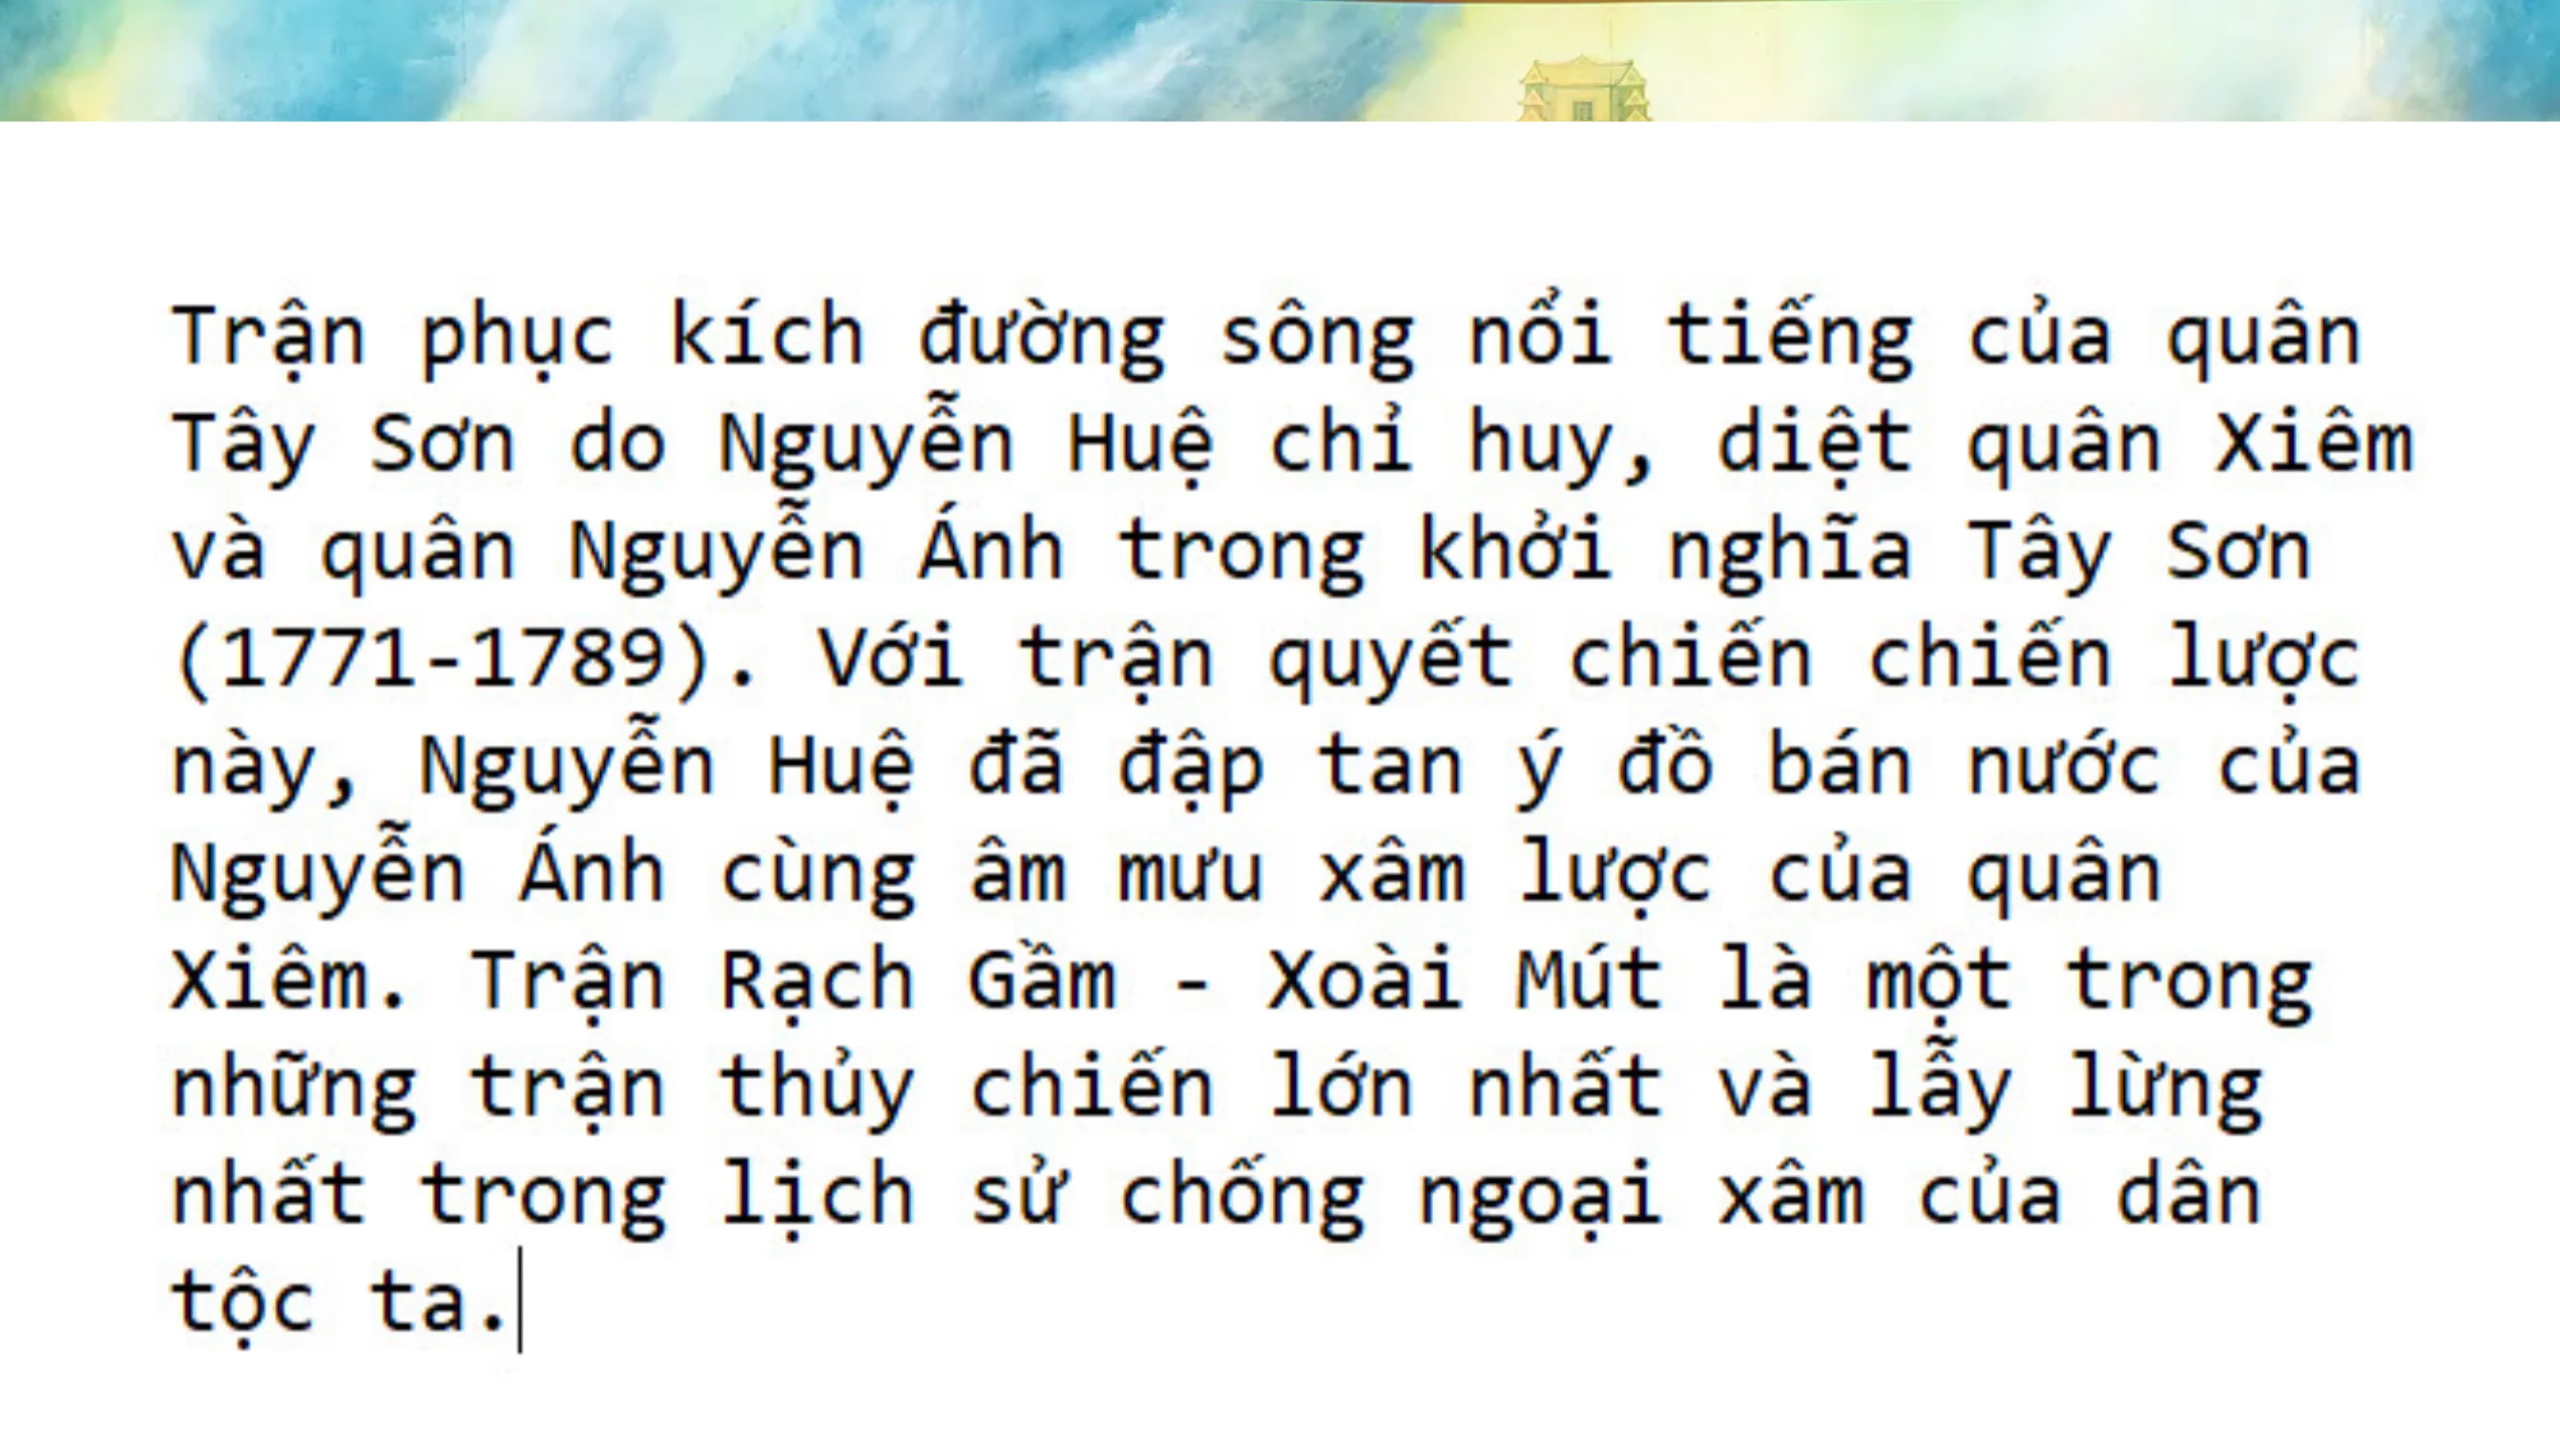 Trận phục kích đường sông nổi tiếng của quân
Tây Sơn do Nguyễn Huệ chỉ huy, diệt quân Xiêm
và quân Nguyễn Ánh trong khởi nghĩa Tây Sơn
(1771-1789). Với trận quyết chiến chiến lược
này, Nguyễn Huệ đã đập tan ý đồ bán nước của
Nguyễn Ánh cùng âm mưu xâm lược của quân
Xiêm. Trận Rạch Gầm - Xoài Mút là một trong
những trận thủy chiến lớn nhất và lẫy lừng
nhất trong lịch sử chống ngoại xâm của dân
tộc ta.